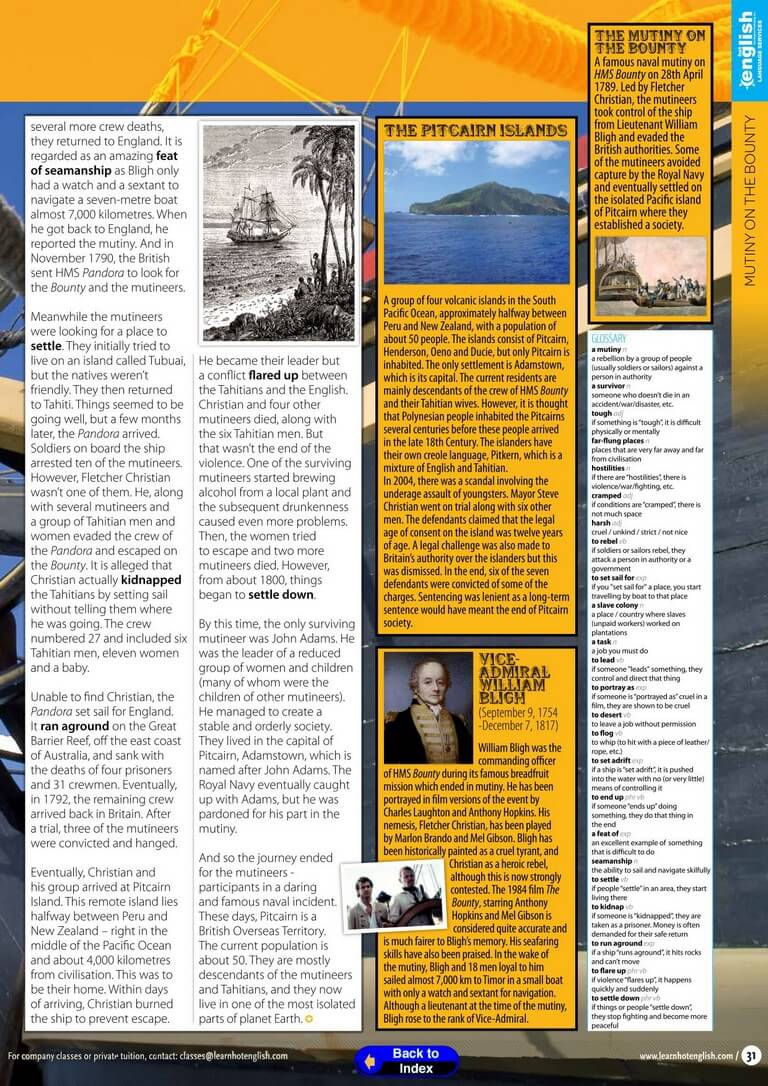 several more crew deaths,
they returned to England. It is
regarded as an amazing feat
of seamanship as Bligh only
had a watch and a sextant to
navigate a seven-metre boat
almost 7,000 kilometres. When
he got back to England, he
reported the mutiny. And in
November 1790, the British
sent HMS Pandora to look for
the Bounty and the mutineers.
Meanwhile the mutineers
were looking for a place to
settle. They initially tried to
live on an island called Tubuai,
but the natives weren't
friendly. They then returned
to Tahiti. Things seemed to be
going well, but a few months
later, the Pandora arrived.
Soldiers on board the ship
arrested ten of the mutineers.
However, Fletcher Christian
wasn't one of them. He, along
with several mutineers and
a group of Tahitian men and
women evaded the crew of
the Pandora and escaped on
the Bounty. It is alleged that
Christian actually kidnapped
the Tahitians by setting sail
without telling them where
he was going. The crew
numbered 27 and included six
Tahitian men, eleven women
and a baby.
Unable to find Christian, the
Pandora set sail for England.
It ran aground on the Great
Barrier Reef, off the east coast
of Australia, and sank with
the deaths of four prisoners
and 31 crewmen. Eventually,
in 1792, the remaining crew
arrived back in Britain. After
a trial, three of the mutineers
were convicted and hanged.
Eventually, Christian and
his group arrived at Pitcairn
Island. This remote island lies
halfway between Peru and
New Zealand – right in the
middle of the Pacific Ocean
and about 4,000 kilometres
from civilisation. This was to
be their home. Within days
of arriving, Christian burned
the ship to prevent escape.
He became their leader but
a conflict flared up between
the Tahitians and the English.
Christian and four other
mutineers died, along with
the six Tahitian men. But
that wasn't the end of the
violence. One of the surviving
mutineers started brewing
alcohol from a local plant and
the subsequent drunkenness
caused even more problems.
Then, the women tried
to escape and two more
mutineers died. However,
from about 1800, things
began to settle down.
By this time, the only surviving
mutineer was John Adams. He
was the leader of a reduced
group of women and children
(many of whom were the
children of other mutineers).
He managed to create a
stable and orderly society.
They lived in the capital of
Pitcairn, Adamstown, which is
named after John Adams. The
Royal Navy eventually caught
up with Adams, but he was
pardoned for his part in the
mutiny.
And so the journey ended
for the mutineers -
participants in a daring
and famous naval incident.
These days, Pitcairn is a
British Overseas Territory.
The current population is
about 50. They are mostly
descendants of the mutineers
and Tahitians, and they now
live in one of the most isolated
parts of planet Earth.
THE PITCAIRN ISLANDS
A group of four volcanic islands in the South
Pacific Ocean, approximately halfway between
Peru and New Zealand, with a population of
about 50 people. The islands consist of Pitcairn,
Henderson, Oeno and Ducie, but only Pitcairn is
inhabited. The only settlement is Adamstown,
which is its capital. The current residents are
mainly descendants of the crew of HMS Bounty
and their Tahitian wives. However, it is thought
that Polynesian people inhabited the Pitcairns
several centuries before these people arrived
in the late 18th Century. The islanders have
their own creole language, Pitkern, which is a
mixture of English and Tahitian.
In 2004, there was a scandal involving the
underage assault of youngsters. Mayor Steve
Christian went on trial along with six other
men. The defendants claimed that the legal
age of consent on the island was twelve years
of age. A legal challenge was also made to
Britain's authority over the islanders but this
was dismissed. In the end, six of the seven
defendants were convicted of some of the
charges. Sentencing was lenient as a long-term
sentence would have meant the end of Pitcairn
society.
VICE-
ADMIRAL
WILLIAM
BLIGH
(September 9, 1754
-December 7, 1817)
William Bligh was the
commanding officer
of HMS Bounty during its famous breadfruit
mission which ended in mutiny. He has been
portrayed in film versions of the event by
Charles Laughton and Anthony Hopkins. His
nemesis, Fletcher Christian, has been played
by Marlon Brando and Mel Gibson. Bligh has
been historically painted as a cruel tyrant, and
Christian as a heroic rebel,
although this is now strongly
contested. The 1984 film The
Bounty, starring Anthony
Hopkins and Mel Gibson is
considered quite accurate and
is much fairer to Bligh's memory. His seafaring
skills have also been praised. In the wake of
the mutiny, Bligh and 18 men loyal to him
sailed almost 7,000 km to Timor in a small boat
with only a watch and sextant for navigation.
Although a lieutenant at the time of the mutiny,
Bligh rose to the rank of Vice-Admiral.
THE MUTINY ON
THE BOUNTY
A famous naval mutiny on
HMS Bounty on 28th April
1789. Led by Fletcher
Christian, the mutineers
took control of the ship
from Lieutenant William
Bligh and evaded the
British authorities. Some
of the mutineers avoided
capture by the Royal Navy
and eventually settled on
the isolated Pacific island
of Pitcairn where they
established a society.
GLOSSARY
a mutiny n
a rebellion by a group of people
(usually soldiers or sailors) against a
person in authority
a survivor n
someone who doesn't die in an
accident/war/disaster, etc.
tough adj
if something is "tough", it is difficult
physically or mentally
far-flung places n
places that are very far away and far
from civilisation
hostilities n
if there are "hostilities", there is
violence/war/fighting, etc.
cramped adj
if conditions are "cramped", there is
not much space
harsh adj
cruel / unkind / strict / not nice
to rebel vb
if soldiers or sailors rebel, they
attack a person in authority or a
government
to set sail for exp
if you "set sail for" a place, you start
travelling by boat to that place
a slave colony n
a place / country where slaves
(unpaid workers) worked on
plantations
a task n
a job you must do
to lead vb
if someone "leads" something, they
control and direct that thing
to portray as exp
if someone is "portrayed as" cruel in a
film, they are shown to be cruel
to desert vb
to leave a job without permission
to flog vb
to whip (to hit with a piece of leather/
rope, etc.)
to set adrift exp
if a ship is "set adrift", it is pushed
into the water with no (or very little)
means of controlling it
to end up phr vb
if someone "ends up" doing
something, they do that thing in
the end
a feat of exp
an excellent example of something
that is difficult to do
seamanship n
the ability to sail and navigate skilfully
to settle vb
if people "settle" in an area, they start
living there
to kidnap vb
if someone is "kidnapped", they are
taken as a prisoner. Money is often
demanded for their safe return
to run aground exp
if a ship "runs aground", it hits rocks
and can't move
to flare up phr vb
if violence "flares up", it happens
quickly and suddenly
to settle down phr vb
if things or people "settle down",
they stop fighting and become more
peaceful
english
LANGUAGE SERVICES
MUTINY ON THE BOUNTY
For company classes or private tuition, contact: classes@learnhotenglish.com
Back to
Index
www.learnhotenglish.com / 31